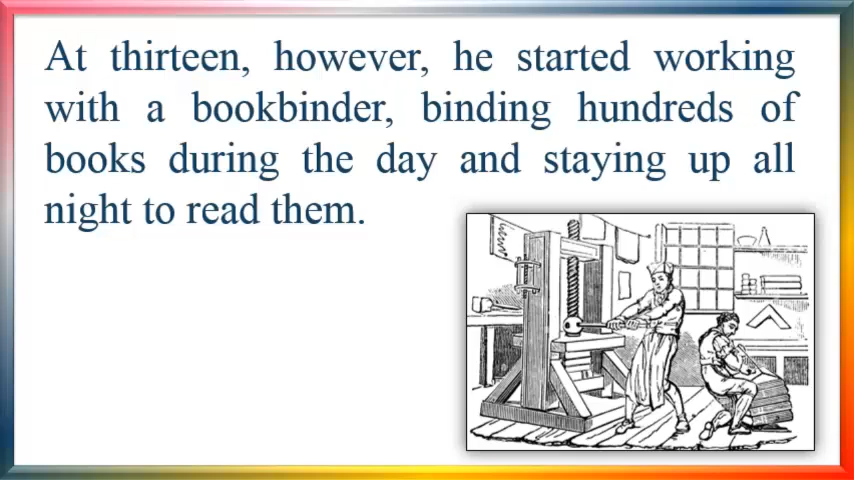 At thirteen, however, he started working
with a bookbinder, binding hundreds of
books during the day and staying up all
night to read them.